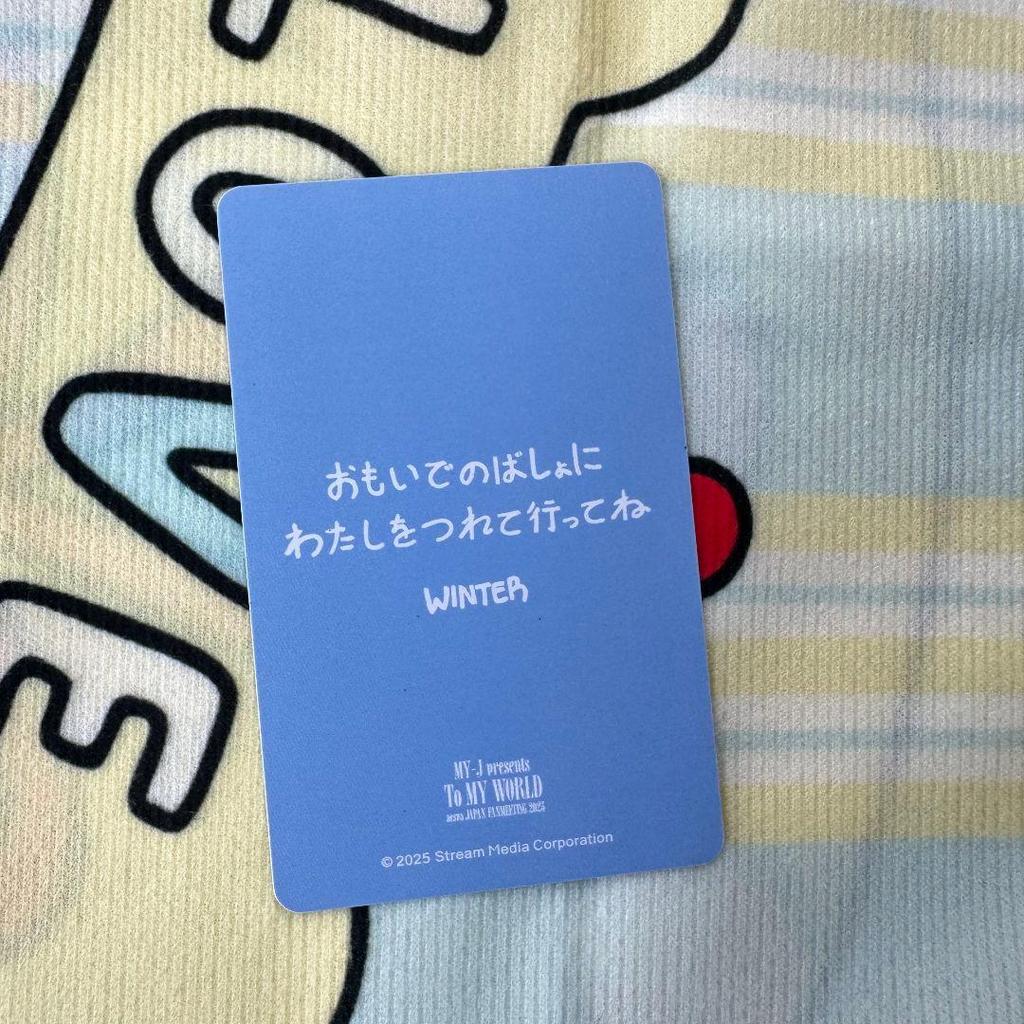 おもいでのばしょに
わたしをつれて行ってね
WINTER
MY-J presents
To MY WORLD
aespa JAPAN FANMEETING 2025
© 2025 Stream Media Corporation